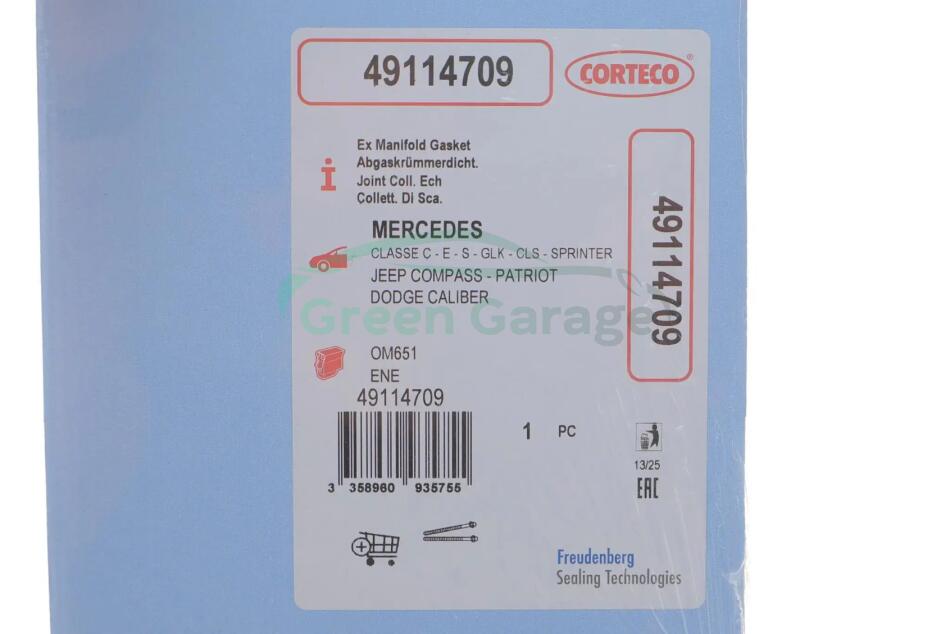 49114709
CORTECO®
Ex Manifold Gasket
Abgaskrümmerdicht.
Joint Coll. Ech
Collett. Di Sca.
MERCEDES
CLASSE C - E - S - GLK - CLS - SPRINTER
JEEP COMPASS - PATRIOT
DODGE CALIBER
Green Garage
49114709
OM651
ENE
49114709
3 358960 935755
1 PC
13/25
EAC
Freudenberg
Sealing Technologies